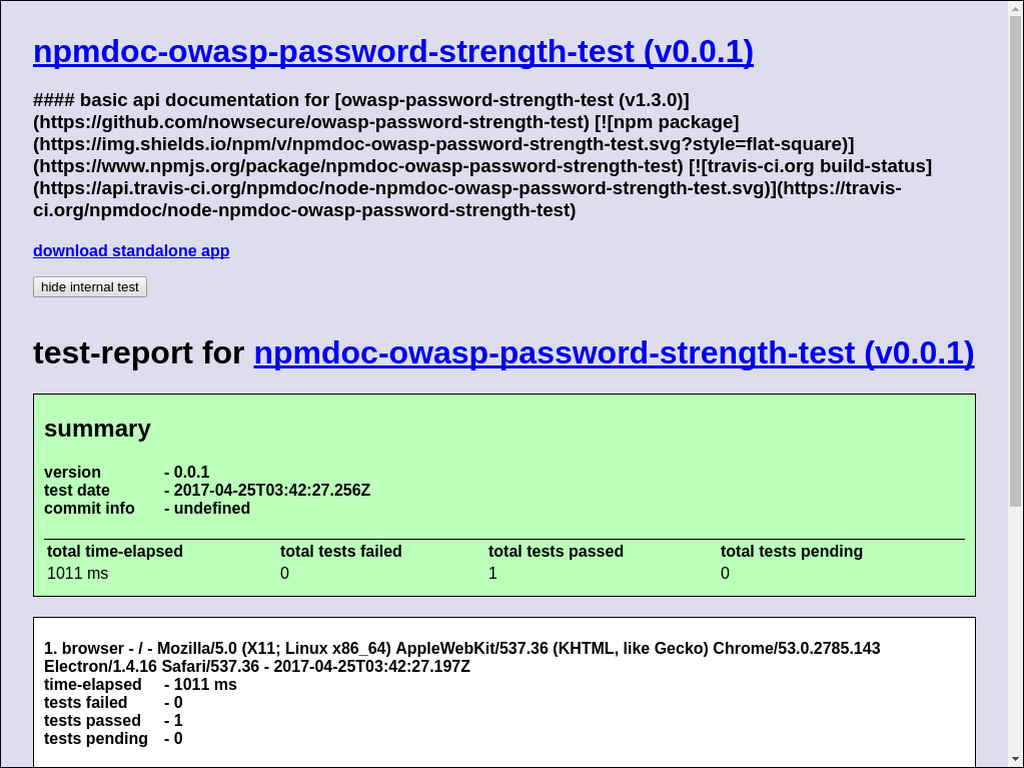 npmdoc-owasp-password-strength-test (v0.0.1)
#### basic api documentation for [owasp-password-strength-test (v1.3.0)]
(https://github.com/nowsecure/owasp-password-strength-test) [![npm package]
(https://img.shields.io/npm/v/npmdoc-owasp-password-strength-test.svg?style=flat-square)]
(https://www.npmjs.org/package/npmdoc-owasp-password-strength-test) [![travis-ci.org build-status]
(https://api.travis-ci.org/npmdoc/node-npmdoc-owasp-password-strength-test.svg)](https://travis-
ci.org/npmdoc/node-npmdoc-owasp-password-strength-test)
download standalone app
hide internal test
test-report for npmdoc-owasp-password-strength-test (v0.0.1)
summary
version - 0.0.1
test date - 2017-04-25T03:42:27.256Z
commit info - undefined
total time-elapsed total tests failed total tests passed total tests pending
1011 ms 0 1 0
1. browser - / - Mozilla/5.0 (X11; Linux x86_64) AppleWebKit/537.36 (KHTML, like Gecko) Chrome/53.0.2785.143
Electron/1.4.16 Safari/537.36 - 2017-04-25T03:42:27.197Z
time-elapsed - 1011 ms
tests failed - 0
tests passed - 1
tests pending - 0